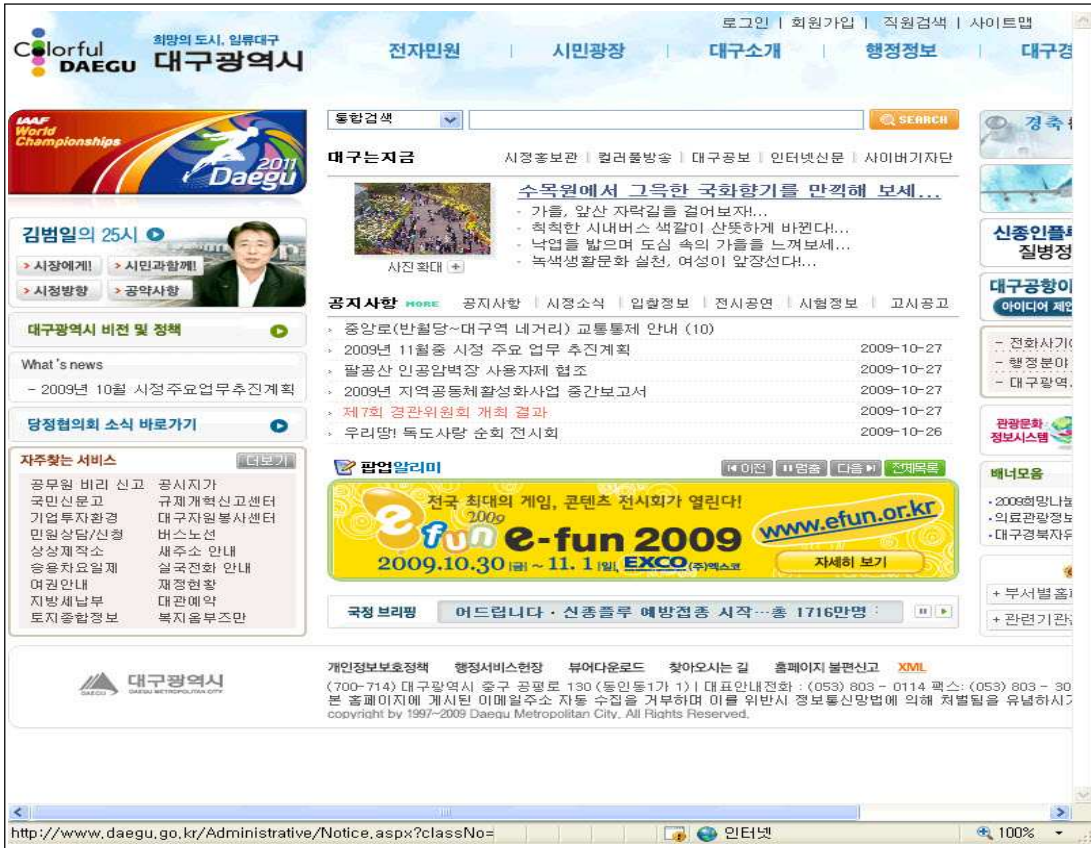 로그인 | 회원가입 | 직원검색 | 사이트맵
Colorful DAEGU
희망의 도시, 일류대구
대구광역시
전자민원 | 시민광장 | 대구소개 | 행정정보 | 대구경
IAAF World Championships
2011 Daegu
통합검색
SEARCH
경축
대구는지금
시정홍보관 | 컬러풀방송 | 대구공보 | 인터넷신문 | 사이버기자단
수목원에서 그윽한 국화향기를 만끽해 보세...
- 가을, 앞산 자락길을 걸어보자!...
- 칙칙한 시내버스 색깔이 산뜻하게 바뀐다!...
- 낙엽을 밟으며 도심 속의 가을을 느껴보세...
- 녹색생활문화 실천, 여성이 앞장선다!...
사진 확대 +
김범일의 25시
> 시장에게! > 시민과함께!
> 시정방향 > 공약사항
신종인플루
질병정
대구공항이
아이디어 제안
공지사항 MORE 공지사항 | 시정소식 | 입찰정보 | 전시공연 | 시험정보 | 고시공고
› 중앙로(반월당~대구역 네거리) 교통통제 안내 (10)
› 2009년 11월중 시정 주요 업무 추진계획 2009-10-27
› 팔공산 인공암벽장 사용자제 협조 2009-10-27
› 2009년 지역공동체활성화사업 중간보고서 2009-10-27
› 제7회 경관위원회 개최 결과 2009-10-27
› 우리땅! 독도사랑 순회 전시회 2009-10-26
대구광역시 비전 및 정책
What's news
- 2009년 10월 시정주요업무추진계획
당정협의회 소식 바로가기
- 전화사기
- 행정분야
- 대구광역
관광문화
정보시스템
자주찾는 서비스 더보기
공무원 비리 신고 공시지가
국민신문고 규제개혁신고센터
기업투자환경 대구자원봉사센터
민원상담/신청 버스노선
상상제작소 새주소 안내
승용차요일제 실국전화 안내
여권안내 재정현황
지방세납부 대관예약
토지종합정보 복지옴부즈만
팝업알리미
이전 멈춤 다음 전체목록
전국 최대의 게임, 콘텐츠 전시회가 열린다!
2009 efun e-fun 2009
www.efun.or.kr
2009.10.30 [금] ~ 11.1 [일], EXCO (주)엑스코
자세히 보기
배너모음
· 2009희망나눔
· 의료관광정보
· 대구경북자유
국정 브리핑 어드립니다 · 신종플루 예방접종 시작…총 1716만명
+ 부서별홈페
+ 관련기관
대구광역시
DAEGU METROPOLITAN CITY
개인정보보호정책 행정서비스헌장 뷰어다운로드 찾아오시는 길 홈페이지 불편신고 XML
(700-714) 대구광역시 중구 공평로 130 (동인동1가 1) | 대표안내전화 : (053) 803 - 0114 팩스: (053) 803 - 30
본 홈페이지에 게시된 이메일주소 자동 수집을 거부하며 이를 위반시 정보통신망법에 의해 처벌됨을 유념하시기
copyright by 1997~2009 Daegu Metropolitan City, All Rights Reserved.
http://www.daegu.go.kr/Administrative/Notice.aspx?classNo=
인터넷
100%